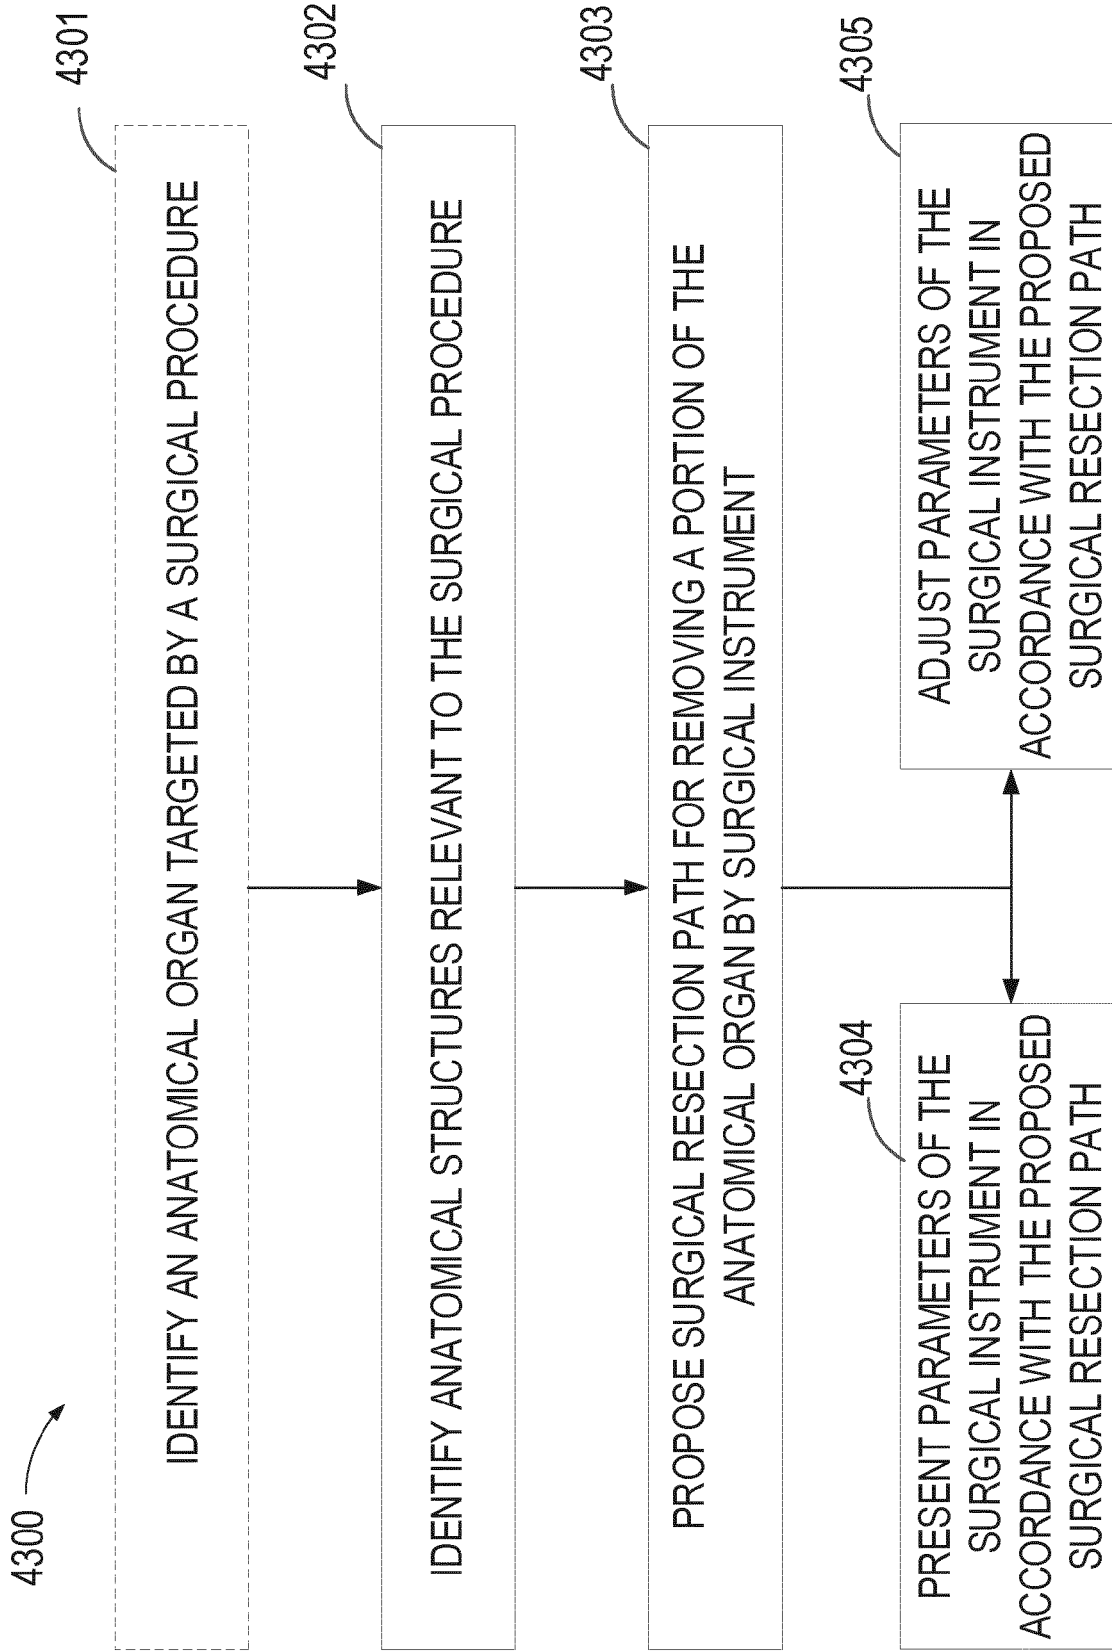 4300
4301
IDENTIFY AN ANATOMICAL ORGAN TARGETED BY A SURGICAL PROCEDURE
4302
IDENTIFY ANATOMICAL STRUCTURES RELEVANT TO THE SURGICAL PROCEDURE
4303
PROPOSE SURGICAL RESECTION PATH FOR REMOVING A PORTION OF THE
ANATOMICAL ORGAN BY SURGICAL INSTRUMENT
4304
PRESENT PARAMETERS OF THE
SURGICAL INSTRUMENT IN
ACCORDANCE WITH THE PROPOSED
SURGICAL RESECTION PATH
4305
ADJUST PARAMETERS OF THE
SURGICAL INSTRUMENT IN
ACCORDANCE WITH THE PROPOSED
SURGICAL RESECTION PATH